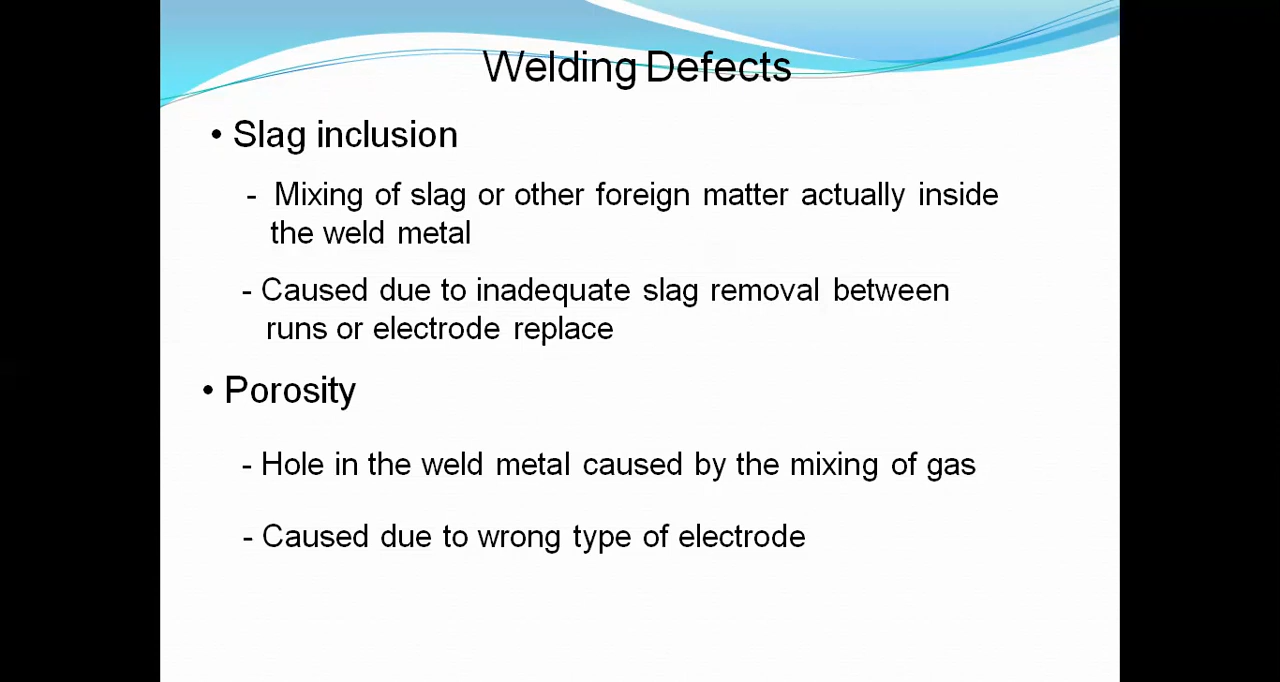 Welding Defects
• Slag inclusion
- Mixing of slag or other foreign matter actually inside
the weld metal
- Caused due to inadequate slag removal between
runs or electrode replace
• Porosity
- Hole in the weld metal caused by the mixing of gas
- Caused due to wrong type of electrode